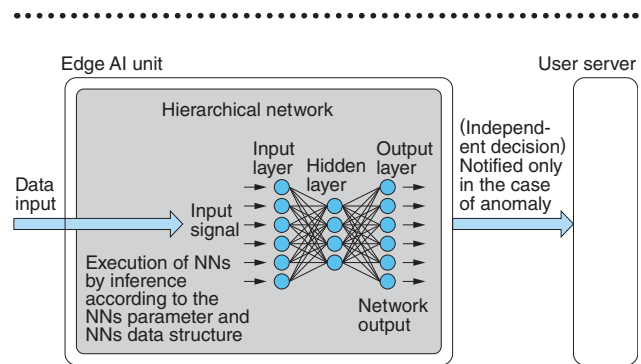 Edge AI unit
User server
Hierarchical network
Input
layer
Hidden
layer
Output
layer
Data
input
Input
signal
(Independ-
ent decision)
Notified only
in the case
of anomaly
Execution of NNs
by inference
according to the
NNs parameter and
NNs data structure
Network
output